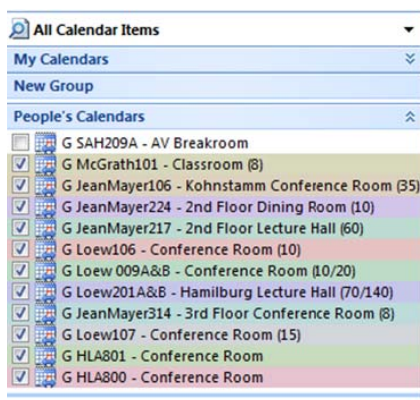 All Calendar Items
My Calendars
New Group
People's Calendars
G SAH209A - AV Breakroom
G McGrath101 - Classroom (8)
G JeanMayer106 - Kohnstamm Conference Room (35)
G JeanMayer224 - 2nd Floor Dining Room (10)
G JeanMayer217 - 2nd Floor Lecture Hall (60)
G Loew106 - Conference Room (10)
G Loew 009A&B - Conference Room (10/20)
G Loew201A&B - Hamilburg Lecture Hall (70/140)
G JeanMayer314 - 3rd Floor Conference Room (8)
G Loew107 - Conference Room (15)
G HLA801 - Conference Room
G HLA800 - Conference Room